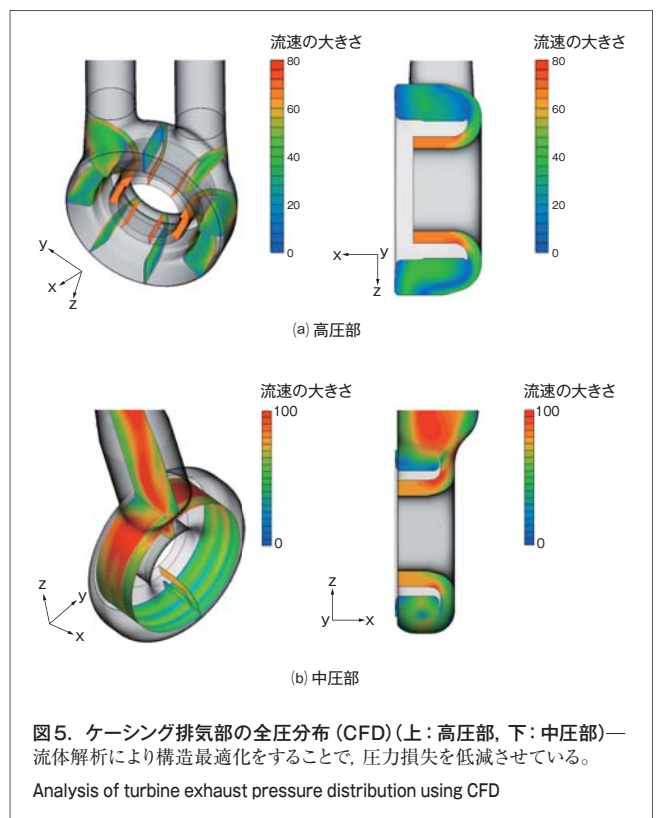 流速の大きさ
80
60
40
20
0
y
x
z
流速の大きさ
80
60
40
20
0
x
z
(a) 高圧部
流速の大きさ
100
0
z
y
x
流速の大きさ
100
0
z
y
x
(b) 中圧部
図5. ケーシング排気部の全圧分布 (CFD) (上:高圧部, 下:中圧部)―
流体解析により構造最適化をすることで, 圧力損失を低減させている。
Analysis of turbine exhaust pressure distribution using CFD